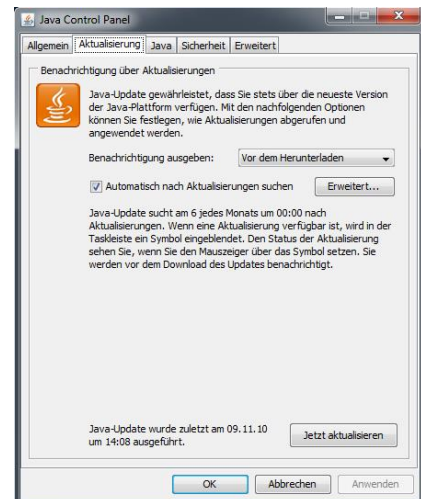 Java Control Panel
Allgemein Aktualisierung Java Sicherheit Erweitert
Benachrichtigung über Aktualisierungen
Java-Update gewährleistet, dass Sie stets über die neueste Version
der Java-Plattform verfügen. Mit den nachfolgenden Optionen
können Sie festlegen, wie Aktualisierungen abgerufen und
angewendet werden.
Benachrichtigung ausgeben: Vor dem Herunterladen
Automatisch nach Aktualisierungen suchen Erweitert...
Java-Update sucht am 6 jedes Monats um 00:00 nach
Aktualisierungen. Wenn eine Aktualisierung verfügbar ist, wird in der
Taskleiste ein Symbol eingeblendet. Den Status der Aktualisierung
sehen Sie, wenn Sie den Mauszeiger über das Symbol setzen. Sie
werden vor dem Download des Updates benachrichtigt.
Java-Update wurde zuletzt am 09.11.10
um 14:08 ausgeführt.
Jetzt aktualisieren
OK Abbrechen Anwenden